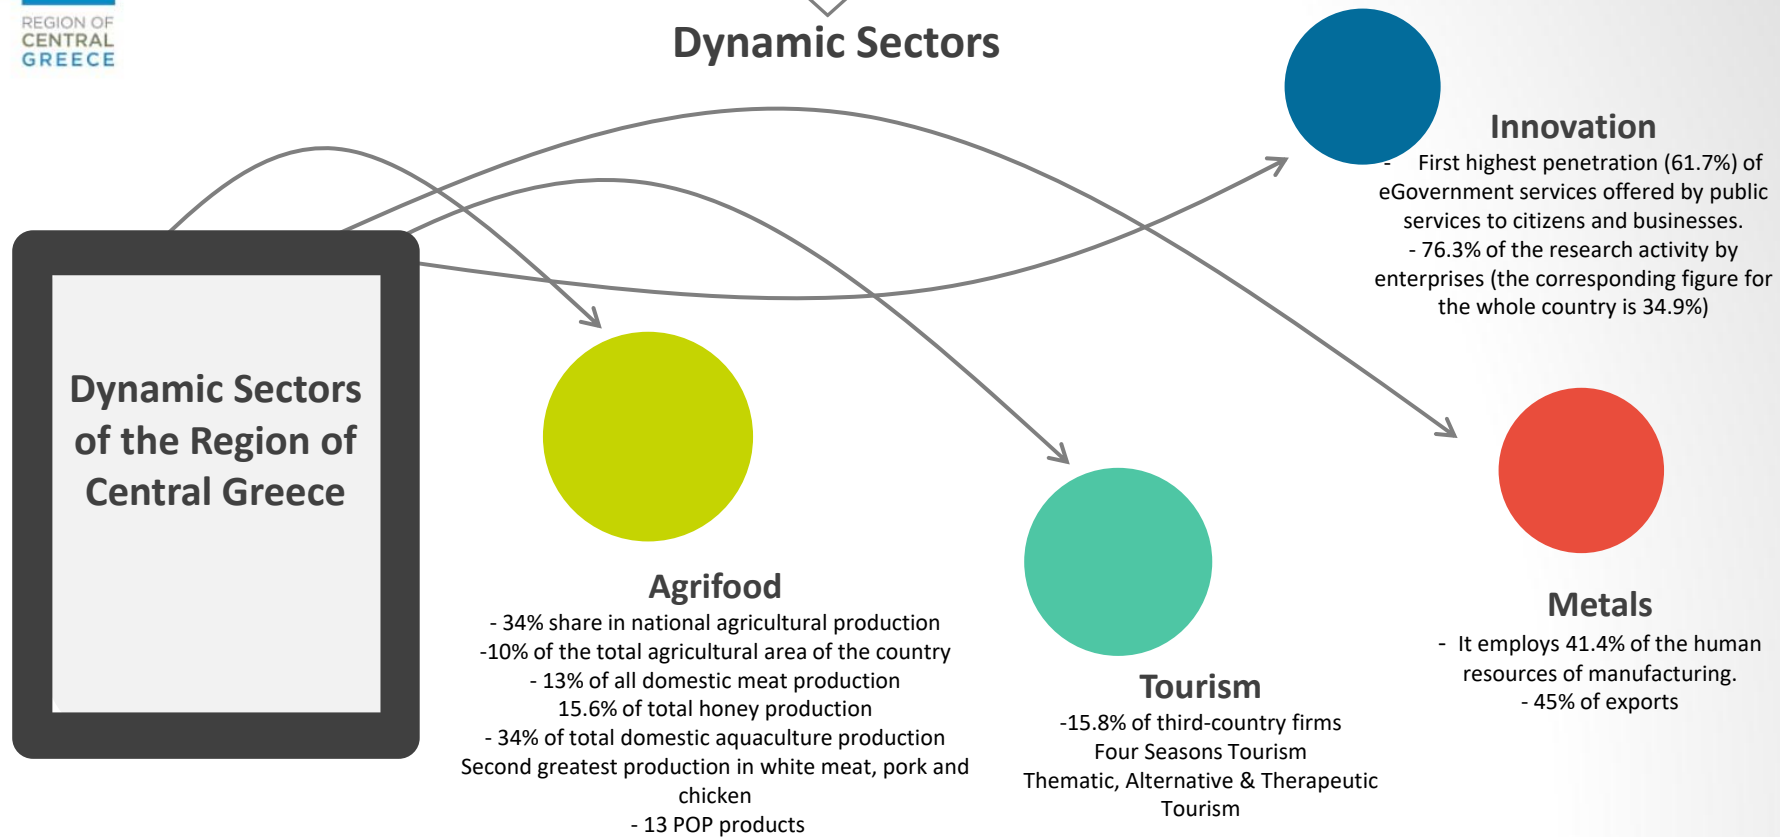 REGION OF
CENTRAL
GREECE
Dynamic Sectors
Dynamic Sectors
of the Region of
Central Greece
Innovation
- First highest penetration (61.7%) of
eGovernment services offered by public
services to citizens and businesses.
- 76.3% of the research activity by
enterprises (the corresponding figure for
the whole country is 34.9%)
Agrifood
- 34% share in national agricultural production
-10% of the total agricultural area of the country
- 13% of all domestic meat production
15.6% of total honey production
- 34% of total domestic aquaculture production
Second greatest production in white meat, pork and
chicken
- 13 POP products
Tourism
-15.8% of third-country firms
Four Seasons Tourism
Thematic, Alternative & Therapeutic
Tourism
Metals
- It employs 41.4% of the human
resources of manufacturing.
- 45% of exports